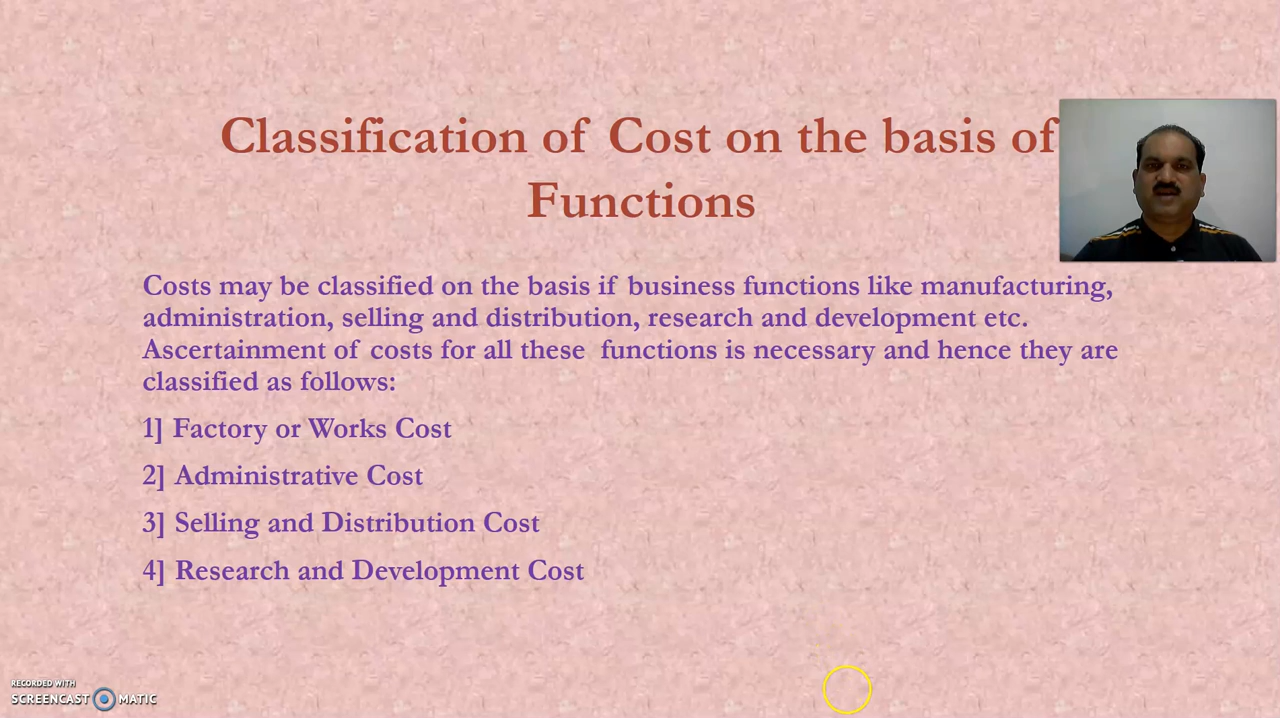 Classification of Cost on the basis of
Functions
Costs may be classified on the basis if business functions like manufacturing,
administration, selling and distribution, research and development etc.
Ascertainment of costs for all these functions is necessary and hence they are
classified as follows:
1] Factory or Works Cost
2] Administrative Cost
3] Selling and Distribution Cost
4] Research and Development Cost
RECORDED WITH
SCREENCAST MATIC